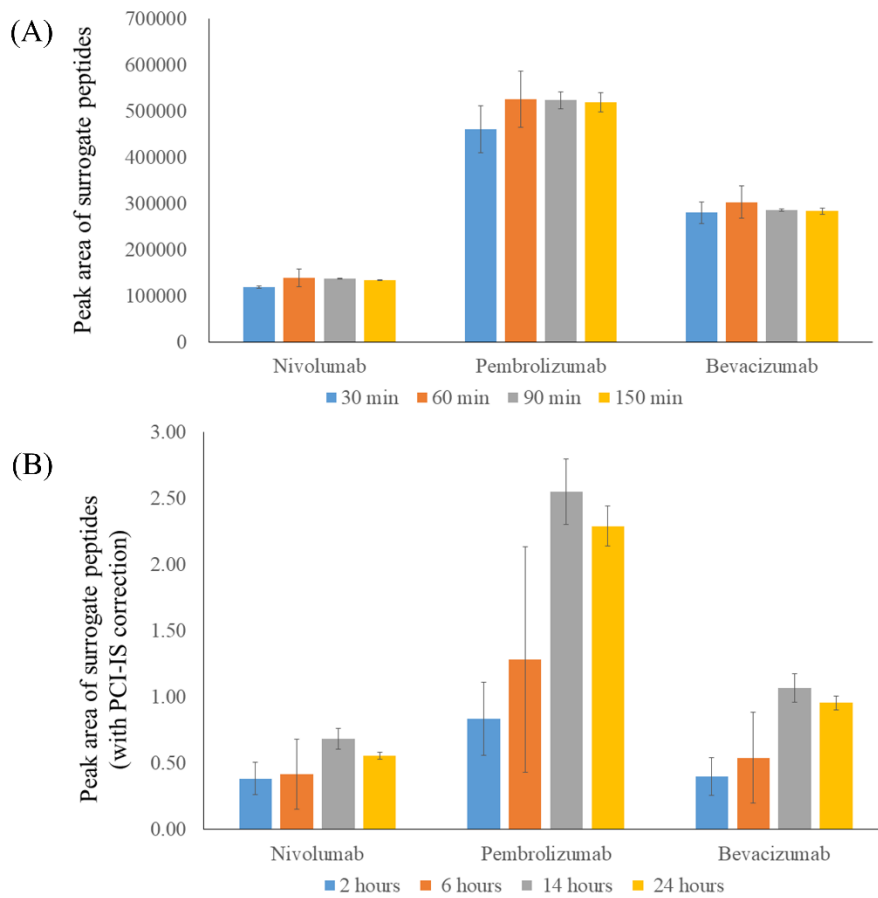 (A)
Peak area of surrogate peptides
700000
600000
500000
400000
300000
200000
100000
0
Nivolumab
Pembrolizumab
Bevacizumab
30 min
60 min
90 min
150 min
(B)
Peak area of surrogate peptides
(with PCI-IS correction)
3.00
2.50
2.00
1.50
1.00
0.50
0.00
Nivolumab
Pembrolizumab
Bevacizumab
2 hours
6 hours
14 hours
24 hours